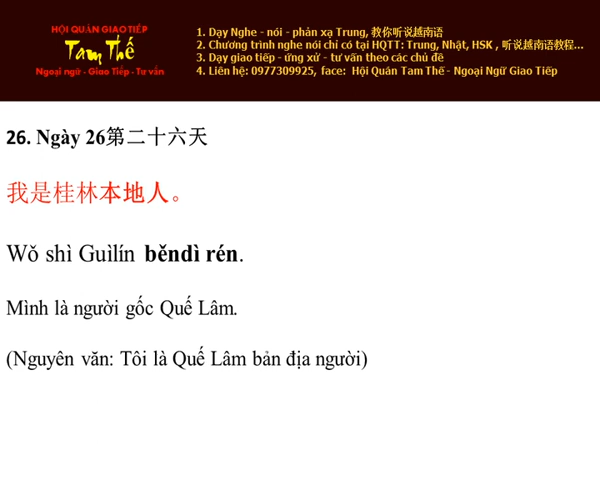 HỘI QUÁN GIAO TIẾP
Tam Thế
Ngoại ngữ - Giao Tiếp - Tư vấn
1. Dạy Nghe - nói - phản xạ Trung, 教你听说越南语
2. Chương trình nghe nói chỉ có tại HQTT: Trung, Nhật, HSK , 听说越南语教程...
3. Dạy giao tiếp - ứng xử - tư vấn theo các chủ đề
4. Liên hệ: 0977309925, face: Hội Quán Tam Thế - Ngoại Ngữ Giao Tiếp
26. Ngày 26第二十六天
我是桂林本地人。
Wǒ shì Guìlín běndì rén.
Mình là người gốc Quế Lâm.
(Nguyên văn: Tôi là Quế Lâm bản địa người)